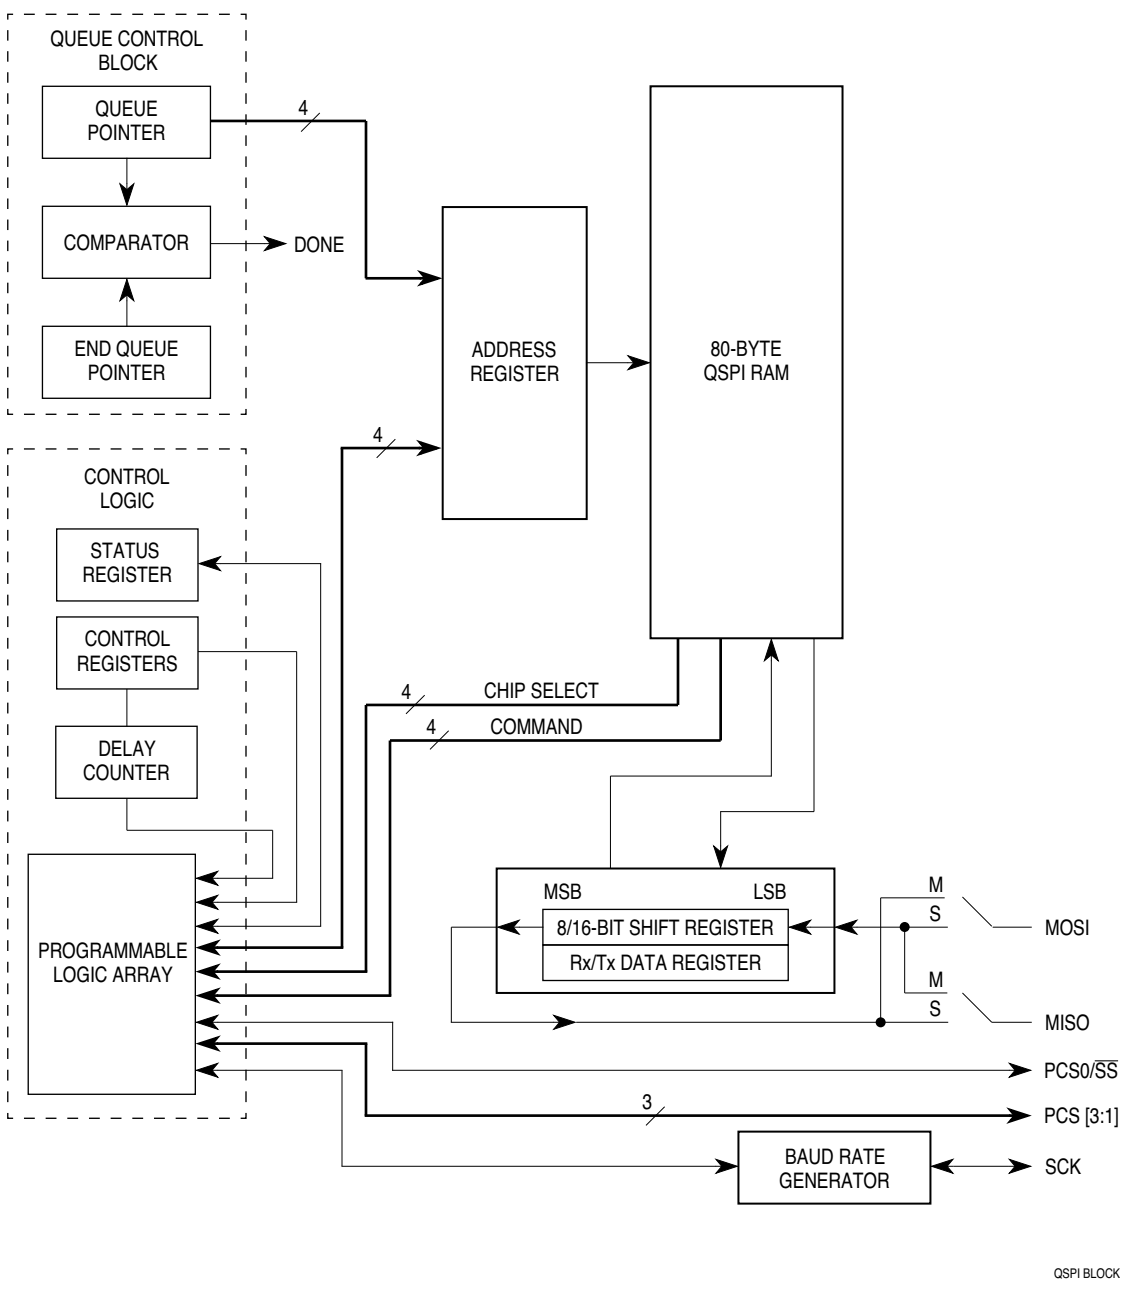 QUEUE CONTROL
BLOCK
QUEUE
POINTER
4
COMPARATOR
DONE
END QUEUE
POINTER
ADDRESS
REGISTER
80-BYTE
QSPI RAM
4
CONTROL
LOGIC
STATUS
REGISTER
CONTROL
REGISTERS
DELAY
COUNTER
4
CHIP SELECT
4
COMMAND
PROGRAMMABLE
LOGIC ARRAY
MSB
LSB
8/16-BIT SHIFT REGISTER
Rx/Tx DATA REGISTER
M
S
MOSI
M
S
MISO
PCS0/S̅S̅
3
PCS [3:1]
BAUD RATE
GENERATOR
SCK
QSPI BLOCK